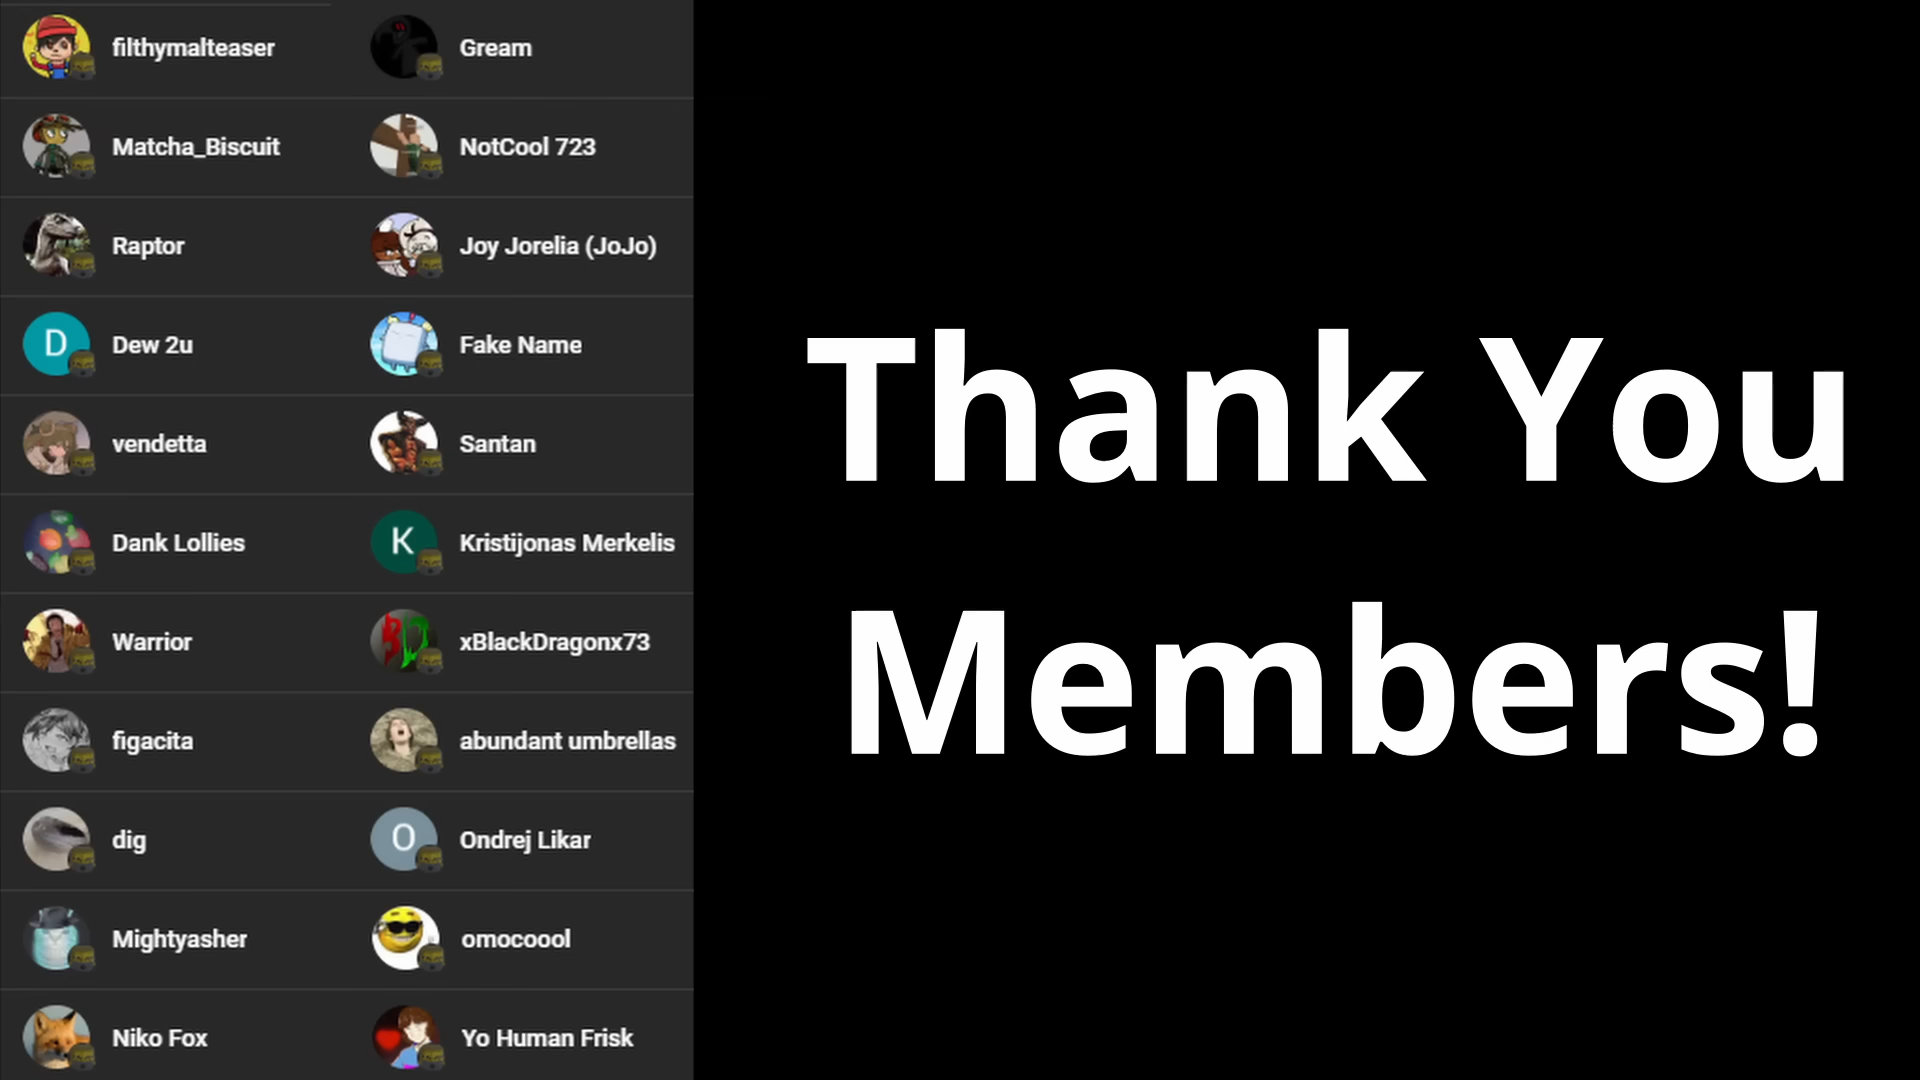 filthymalteaser
Gream
Matcha_Biscuit
NotCool 723
Raptor
Joy Jorelia (JoJo)
D
Dew 2u
Fake Name
vendetta
Santan
Dank Lollies
K
Kristijonas Merkelis
Warrior
BD
xBlackDragonx73
figacita
abundant umbrellas
dig
O
Ondrej Likar
Mightyasher
omocoool
Niko Fox
Yo Human Frisk
Thank You
Members!